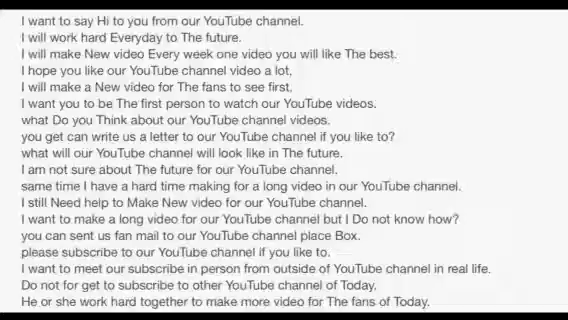 I want to say Hi to you from our YouTube channel.
I will work hard Everyday to The future.
I will make New video Every week one video you will like The best.
I hope you like our YouTube channel video a lot,
I will make a New video for The fans to see first,
I want you to be The first person to watch our YouTube videos.
what Do you Think about our YouTube channel videos.
you get can write us a letter to our YouTube channel if you like to?
what will our YouTube channel will look like in The future.
I am not sure about The future for our YouTube channel.
same time I have a hard time making for a long video in our YouTube channel.
I still Need help to Make New video for our YouTube channel.
I want to make a long video for our YouTube channel but I Do not know how?
you can sent us fan mail to our YouTube channel place Box.
please subscribe to our YouTube channel if you like to.
I want to meet our subscribe in person from outside of YouTube channel in real life.
Do not for get to subscribe to other YouTube channel of Today.
He or she work hard together to make more video for The fans of Today.